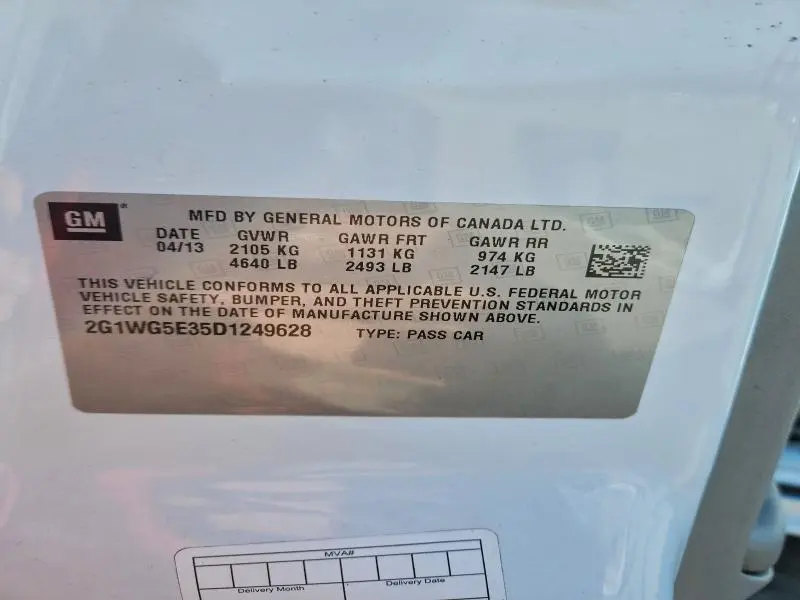 GM
MFD BY GENERAL MOTORS OF CANADA LTD.
DATE GVWR GAWR FRT GAWR RR
04/13 2105 KG 1131 KG 974 KG
4640 LB 2493 LB 2147 LB
THIS VEHICLE CONFORMS TO ALL APPLICABLE U.S. FEDERAL MOTOR
VEHICLE SAFETY, BUMPER, AND THEFT PREVENTION STANDARDS IN
EFFECT ON THE DATE OF MANUFACTURE SHOWN ABOVE.
2G1WG5E35D1249628 TYPE: PASS CAR
MVA#
Delivery Month Delivery Date